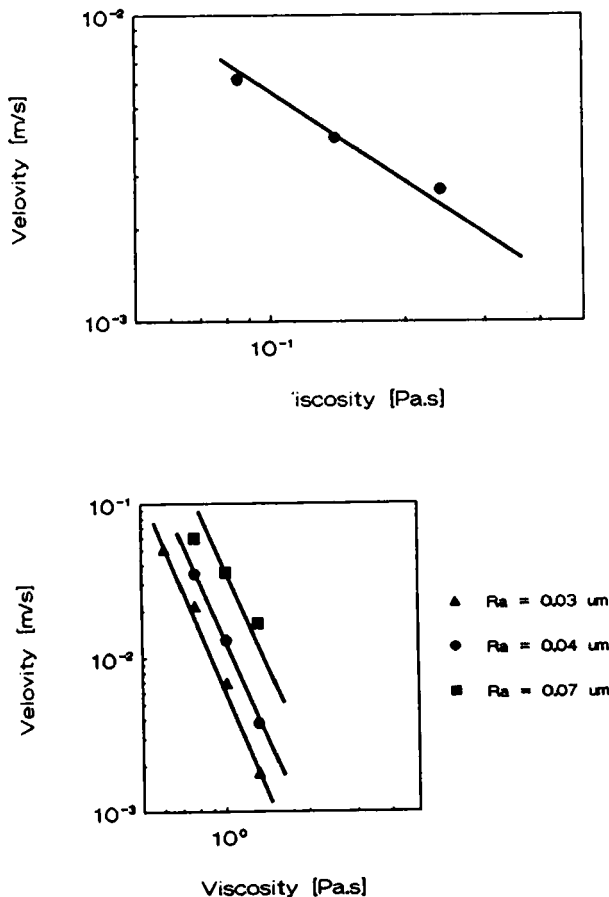 10⁻²
Velovity [m/s]
10⁻³
10⁻¹
iscosity [Pa.s]
10⁻¹
Velovity [m/s]
10⁻²
10⁻³
10⁰
Viscosity [Pa.s]
▲ Ra = 0.03 um
● Ra = 0.04 um
■ Ra = 0.07 um